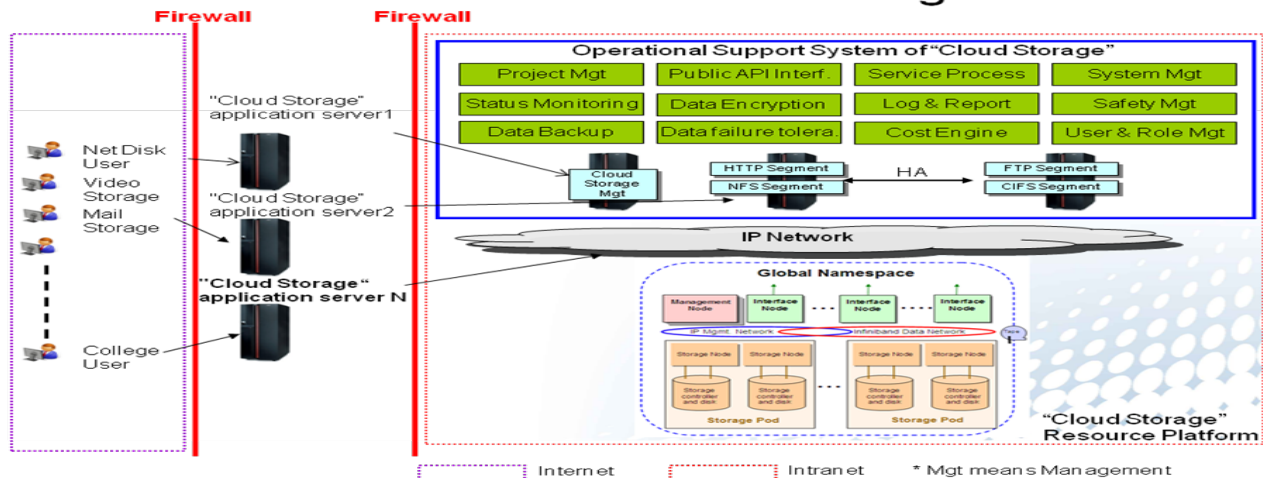 Firewall
Firewall
Operational Support System of "Cloud Storage"
Project Mgt
Public API Interf.
Service Process
System Mgt
Status Monitoring
Data Encryption
Log & Report
Safety Mgt
Data Backup
Data failure tolera.
Cost Engine
User & Role Mgt
"Cloud Storage"
application server1
Net Disk
User
Video
Storage
Mail
Storage
"Cloud Storage"
application server2
"Cloud Storage"
application server N
College
User
Cloud
Storage
Mgt
HTTP Segment
NFS Segment
HA
FTP Segment
CIFS Segment
IP Network
Global Namespace
Management
Node
Interface
Node
Interface
Node
Interface
Node
IP Mgmt. Network
Infiniband Data Network
Storage Node
Storage Node
Storage Node
Storage Node
Storage
controller
and disk
Storage
controller
and disk
Storage
controller
and disk
Storage
controller
and disk
Storage Pod
Storage Pod
"Cloud Storage"
Resource Platform
Internet
Intranet
* Mgt means Management